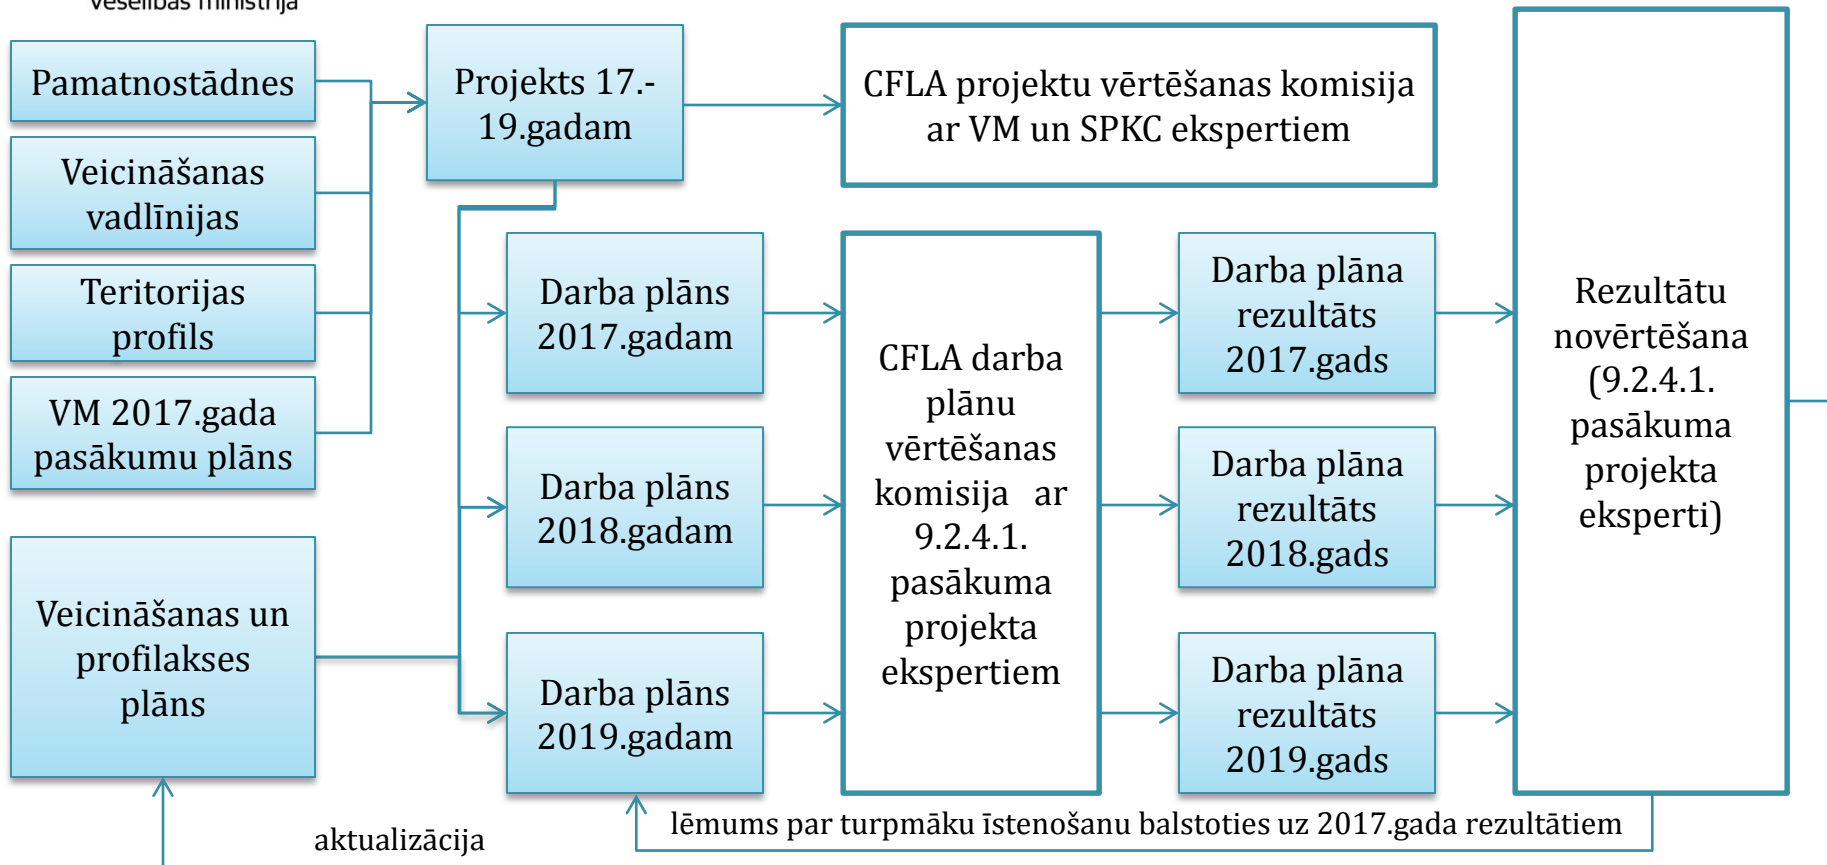 Veselības ministrija
Pamatnostādnes
Veicināšanas
vadlīnijas
Teritorijas
profils
VM 2017.gada
pasākumu plāns
Veicināšanas un
profilakses
plāns
Projekts 17.-
19.gadam
CFLA projektu vērtēšanas komisija
ar VM un SPKC ekspertiem
Darba plāns
2017.gadam
Darba plāns
2018.gadam
Darba plāns
2019.gadam
CFLA darba
plānu
vērtēšanas
komisija ar
9.2.4.1.
pasākuma
projekta
ekspertiem
Darba plāna
rezultāts
2017.gads
Darba plāna
rezultāts
2018.gads
Darba plāna
rezultāts
2019.gads
Rezultātu
novērtēšana
(9.2.4.1.
pasākuma
projekta
eksperti)
lēmums par turpmāku īstenošanu balstoties uz 2017.gada rezultātiem
aktualizācija